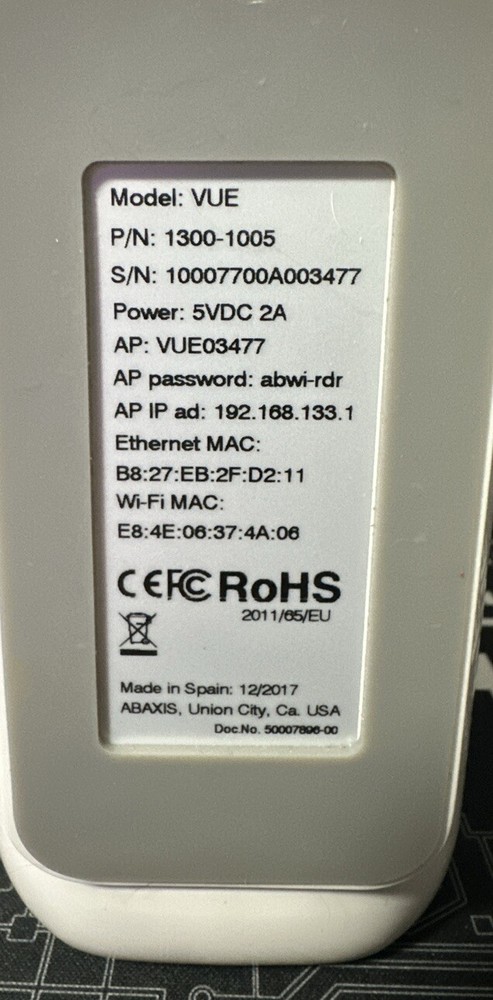 Model: VUE
P/N: 1300-1005
S/N: 10007700A003477
Power: 5VDC 2A
AP: VUE03477
AP password: abwi-rdr
AP IP ad: 192.168.133.1
Ethernet MAC:
B8:27:EB:2F:D2:11
Wi-Fi MAC:
E8:4E:06:37:4A:06
CE FC RoHS
2011/65/EU
Made in Spain: 12/2017
ABAXIS, Union City, Ca. USA
Doc.No. 50007896-00